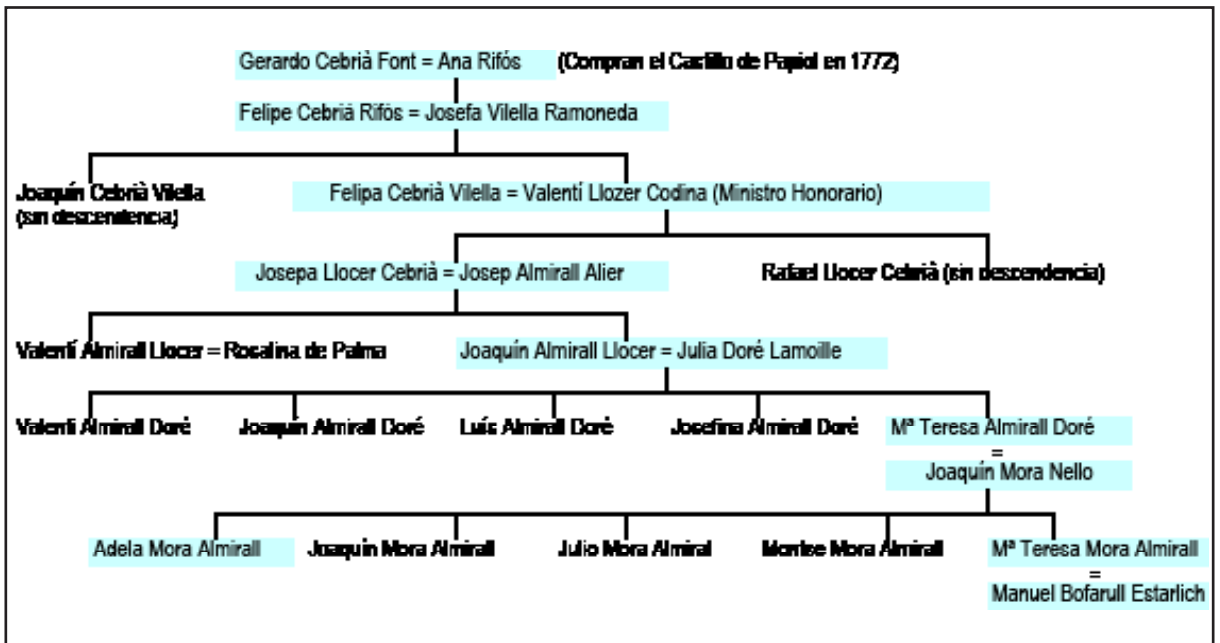 Gerardo Cebrià Font = Ana Rifós (Compran el Castillo de Papiol en 1772)
Felipe Cebrià Rifós = Josefa Vilella Ramoneda
Joaquín Cebrià Vilella
(sin descendencia)
Felipa Cebrià Vilella = Valentí Llozer Codina (Ministro Honorario)
Josepa Llocer Cebrià = Josep Almirall Alier
Rafael Llocer Cebrià (sin descendencia)
Valentí Almirall Llocer = Rosalina de Palma
Joaquín Almirall Llocer = Julia Doré Lamoille
Valentí Almirall Doré
Joaquín Almirall Doré
Luís Almirall Doré
Josefina Almirall Doré
Mª Teresa Almirall Doré
=
Joaquín Mora Nello
Adela Mora Almirall
Joaquín Mora Almirall
Julio Mora Almiral
Montse Mora Almirall
Mª Teresa Mora Almirall
=
Manuel Bofarull Estarlich